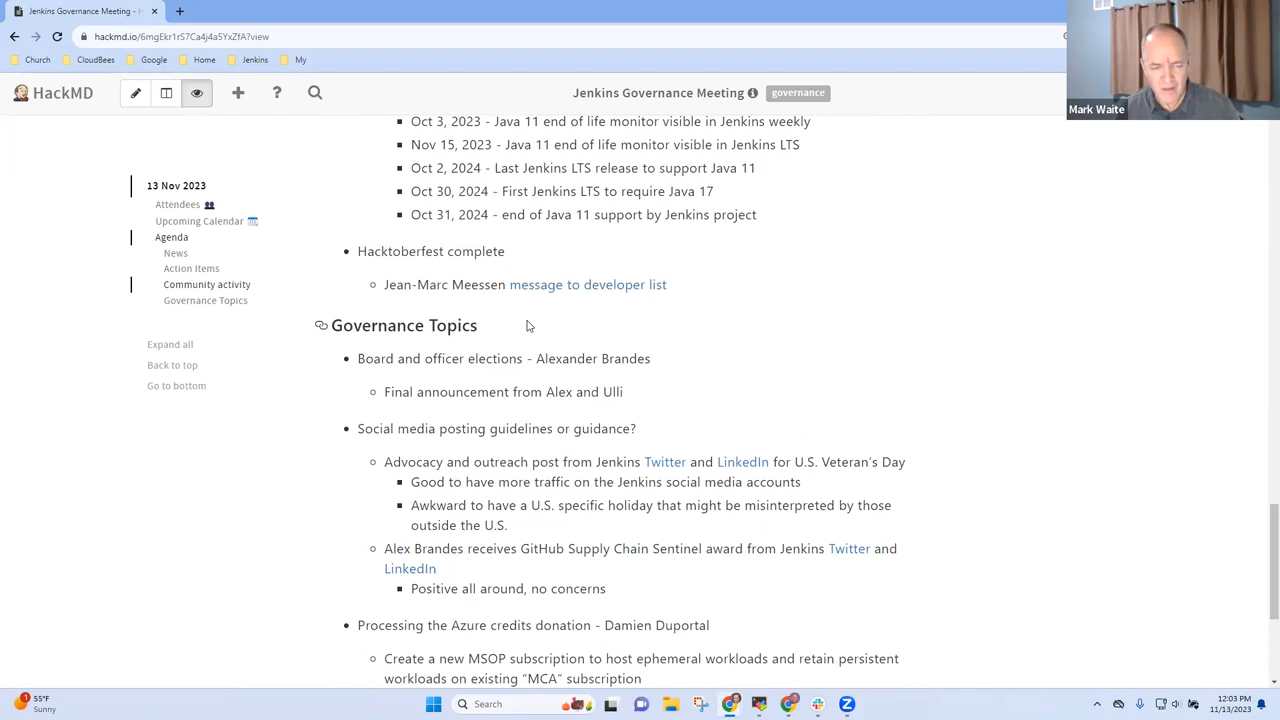 Jenkins Governance Meeting - 
hackmd.io/6mgEkr1rS7Ca4j4a5YxZfA?view
Church
CloudBees
Google
Home
Jenkins
My
Mark Waite
HackMD
Jenkins Governance Meeting
governance
13 Nov 2023
Attendees
Upcoming Calendar
Agenda
News
Action Items
Community activity
Governance Topics
Expand all
Back to top
Go to bottom
Oct 3, 2023 - Java 11 end of life monitor visible in Jenkins weekly
Nov 15, 2023 - Java 11 end of life monitor visible in Jenkins LTS
Oct 2, 2024 - Last Jenkins LTS release to support Java 11
Oct 30, 2024 - First Jenkins LTS to require Java 17
Oct 31, 2024 - end of Java 11 support by Jenkins project
Hacktoberfest complete
Jean-Marc Meessen message to developer list
Governance Topics
Board and officer elections - Alexander Brandes
Final announcement from Alex and Ulli
Social media posting guidelines or guidance?
Advocacy and outreach post from Jenkins Twitter and LinkedIn for U.S. Veteran's Day
Good to have more traffic on the Jenkins social media accounts
Awkward to have a U.S. specific holiday that might be misinterpreted by those
outside the U.S.
Alex Brandes receives GitHub Supply Chain Sentinel award from Jenkins Twitter and
LinkedIn
Positive all around, no concerns
Processing the Azure credits donation - Damien Duportal
Create a new MSOP subscription to host ephemeral workloads and retain persistent
workloads on existing “MCA” subscription
1
55°F
Sunny
Search
12:03 PM
11/13/2023